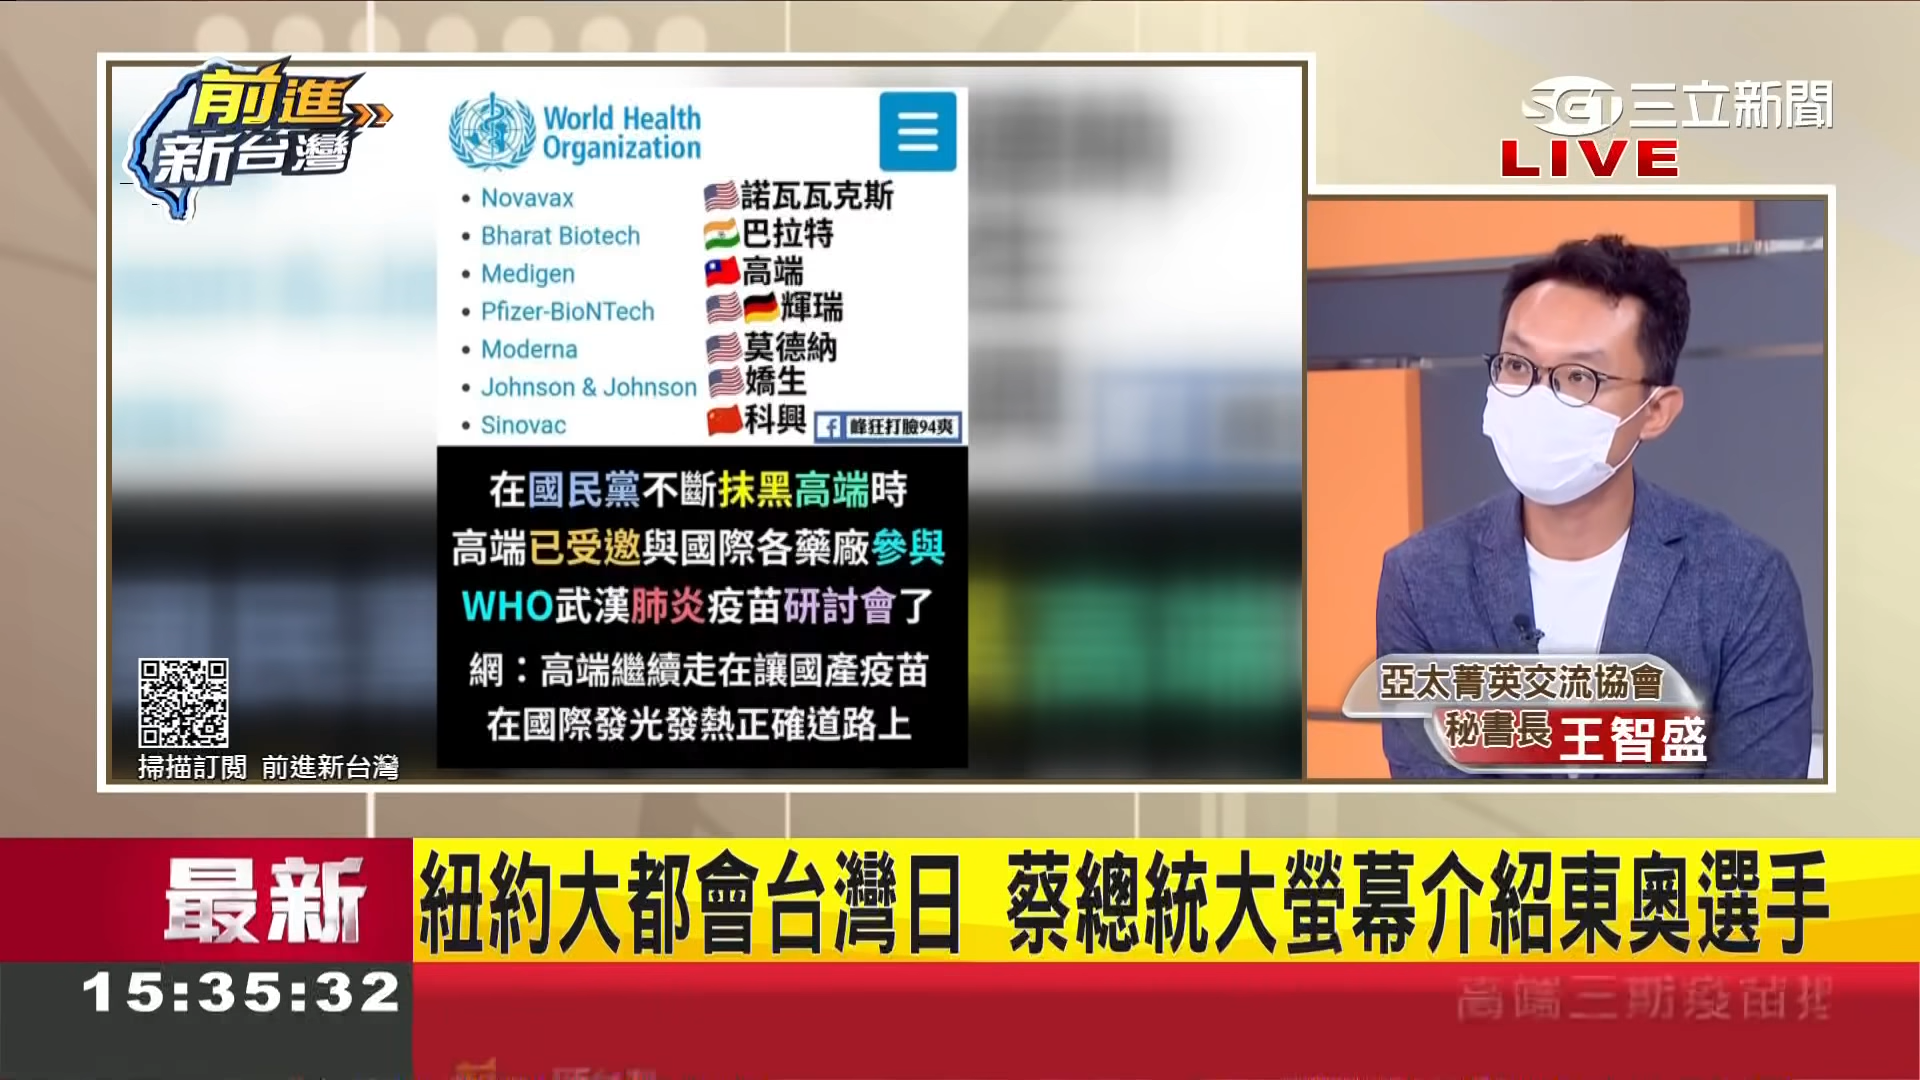 前進
新台灣
SET三立新聞
LIVE
World Health
Organization
• Novavax 諾瓦瓦克斯
• Bharat Biotech 巴拉特
• Medigen 高端
• Pfizer-BioNTech 輝瑞
• Moderna 莫德納
• Johnson & Johnson 嬌生
• Sinovac 科興
f 峰狂打臉94爽
在國民黨不斷抹黑高端時
高端已受邀與國際各藥廠參與
WHO武漢肺炎疫苗研討會了
網：高端繼續走在讓國產疫苗
在國際發光發熱正確道路上
掃描訂閱 前進新台灣
亞太菁英交流協會
秘書長 王智盛
最新
紐約大都會台灣日 蔡總統大螢幕介紹東奧選手
15:35:32
高端三期疫苗